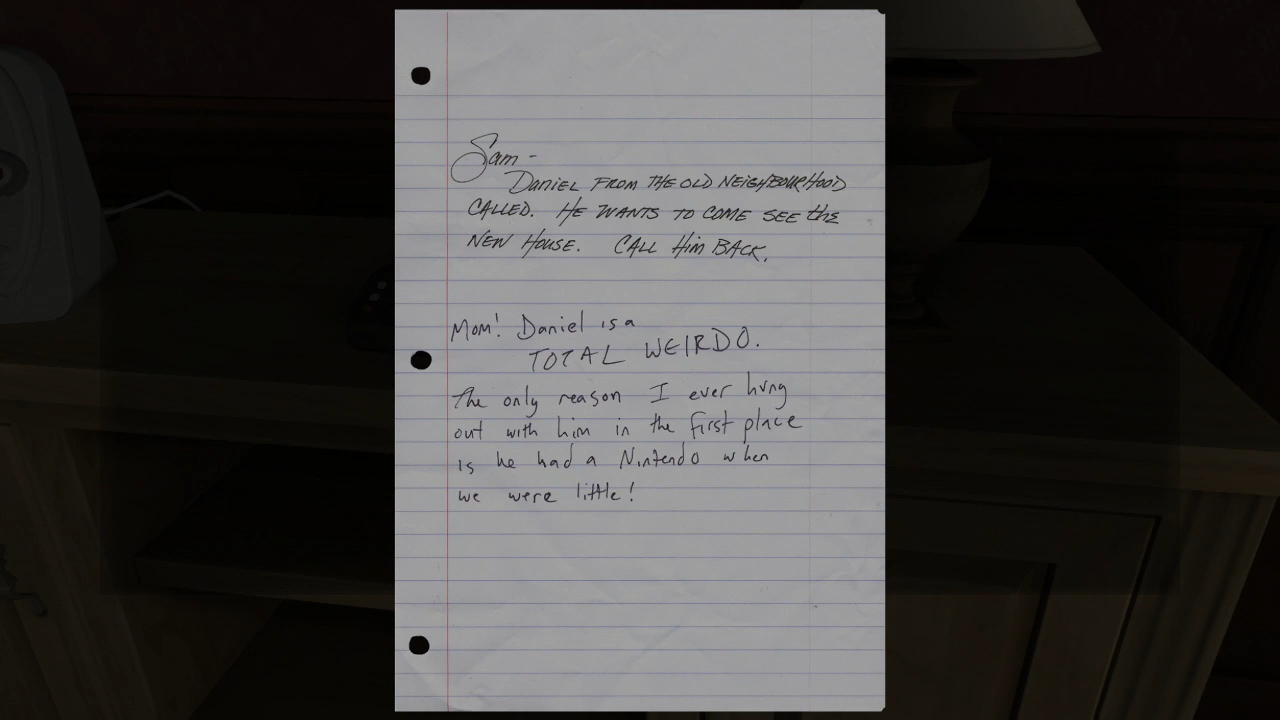 Sam -
DANIEL FROM THE OLD NEIGHBOURHOOD
CALLED. HE WANTS TO COME SEE the
NEW HOUSE. CALL HiM BACK.
Mom! Daniel is a
TOTAL WEIRDO.
The only reason I ever hung
out with him in the first place
is he had a Nintendo when
we were little!